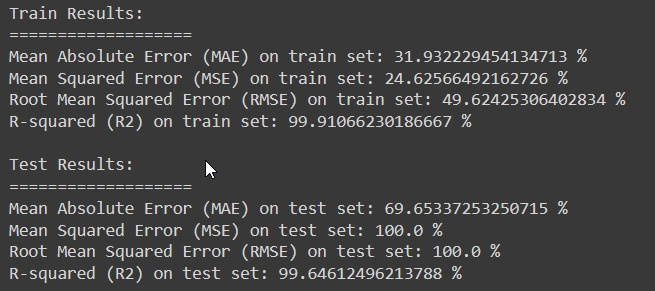 Train Results:
===================
Mean Absolute Error (MAE) on train set: 31.932229454134713 %
Mean Squared Error (MSE) on train set: 24.62566492162726 %
Root Mean Squared Error (RMSE) on train set: 49.62425306402834 %
R-squared (R2) on train set: 99.91066230186667 %
Test Results:
===================
Mean Absolute Error (MAE) on test set: 69.65337253250715 %
Mean Squared Error (MSE) on test set: 100.0 %
Root Mean Squared Error (RMSE) on test set: 100.0 %
R-squared (R2) on test set: 99.64612496213788 %